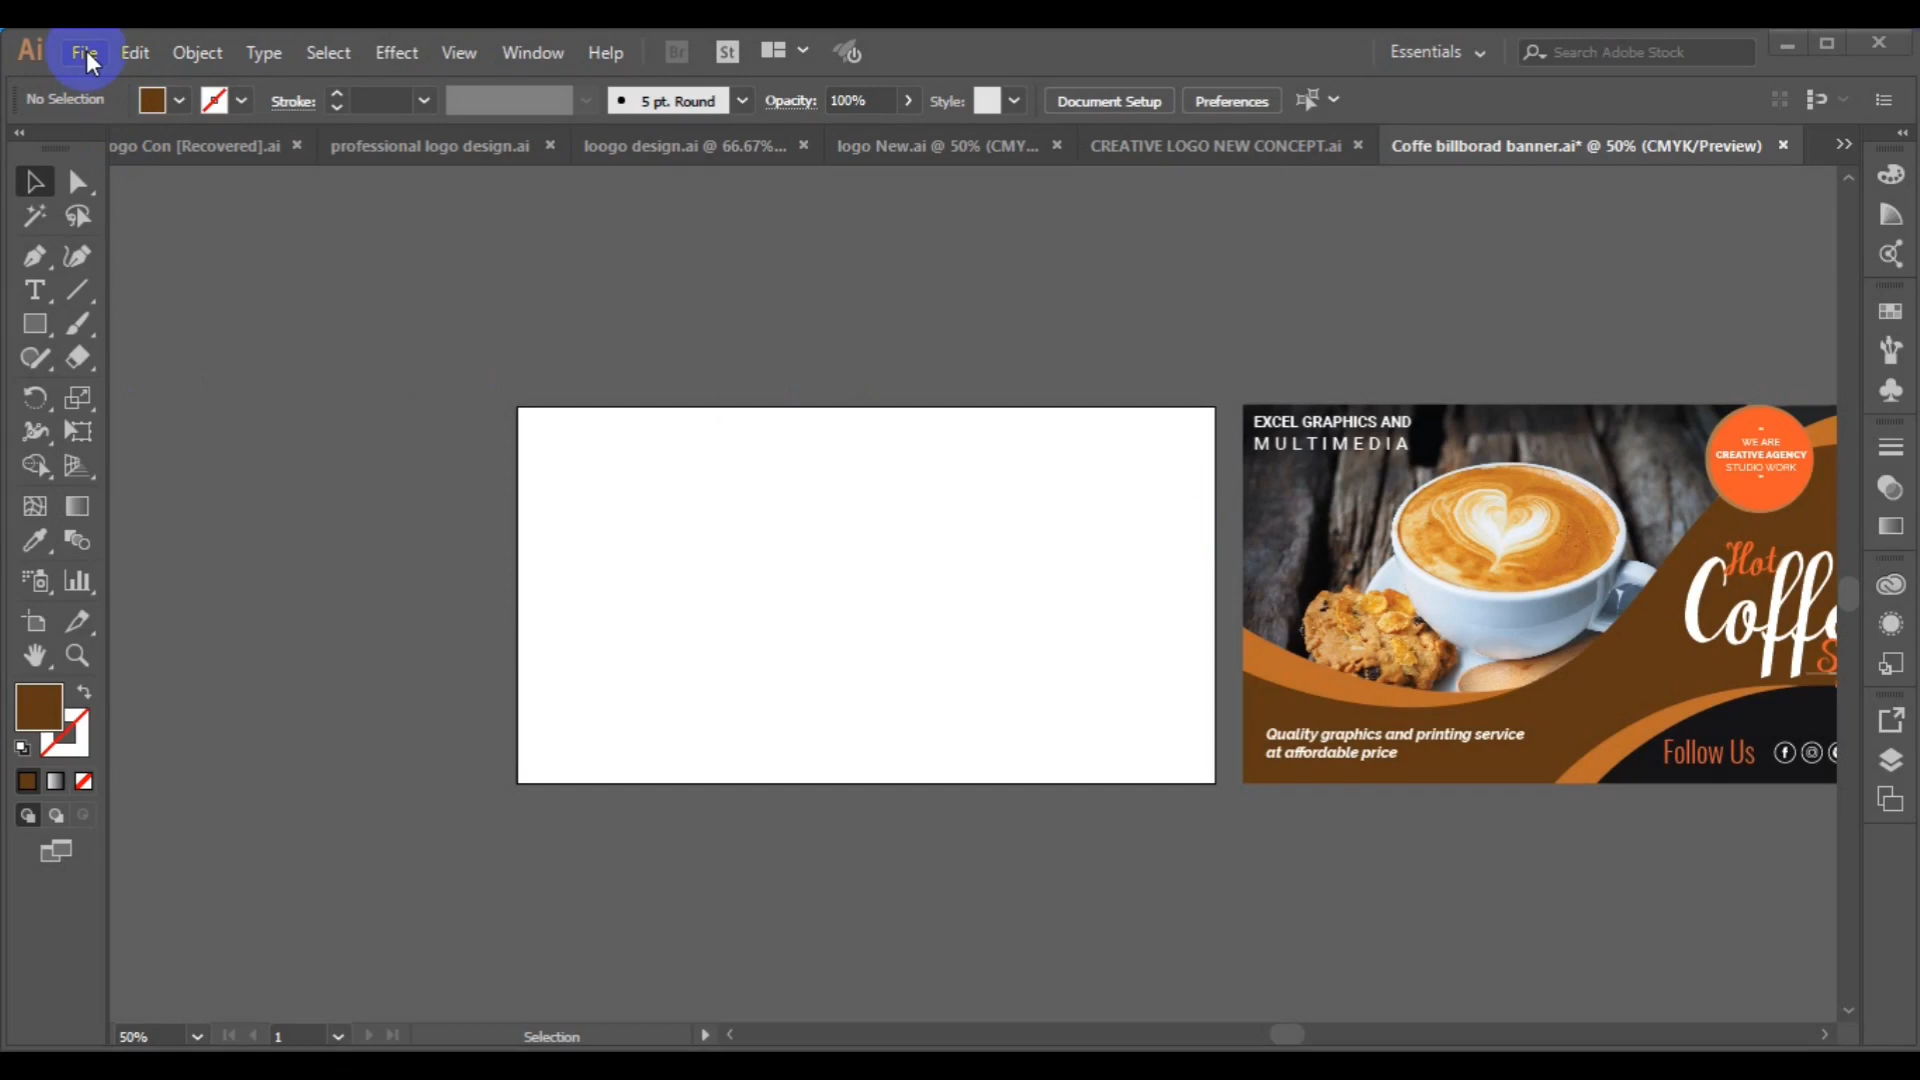 Ai File Edit Object Type Select Effect View Window Help Br St Essentials Search Adobe Stock
No Selection Stroke: 5 pt. Round Opacity: 100% Style: Document Setup Preferences
ogo Con [Recovered].ai professional logo design.ai loogo design.ai @ 66.67%... logo New.ai @ 50% (CMY... CREATIVE LOGO NEW CONCEPT.ai Coffe billborad banner.ai* @ 50% (CMYK/Preview)
EXCEL GRAPHICS AND
MULTIMEDIA
WE ARE
CREATIVE AGENCY
STUDIO WORK
Hot
Coffe
S
Quality graphics and printing service
at affordable price
Follow Us
50% 1 Selection